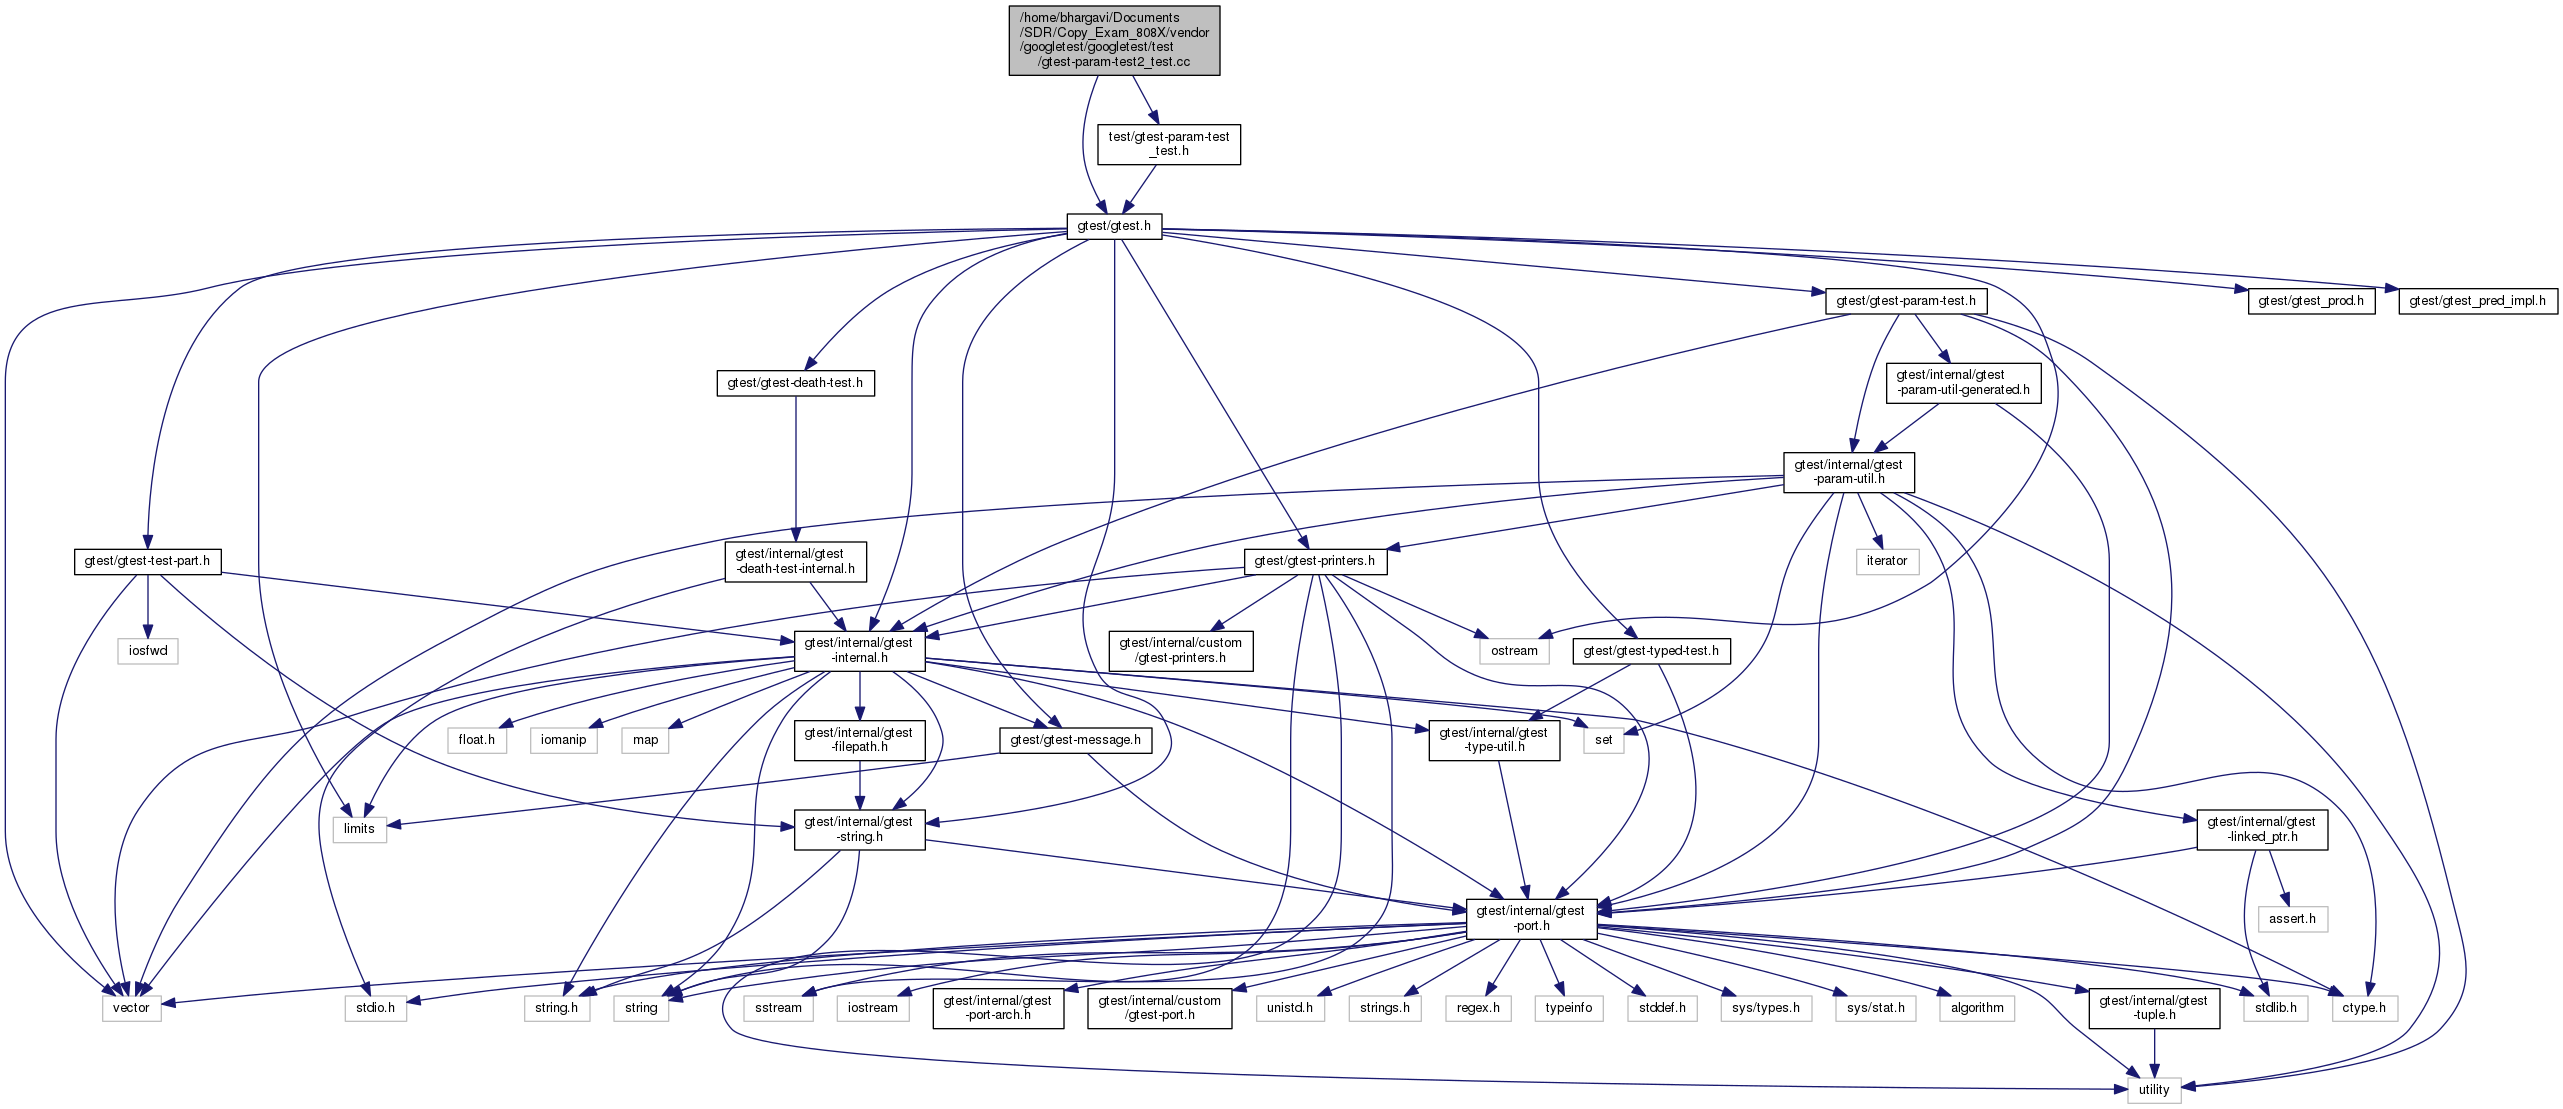 /home/bhargavi/Documents
/SDR/Copy_Exam_808X/vendor
/googletest/googletest/test
/gtest-param-test2_test.cc
test/gtest-param-test
_test.h
gtest/gtest.h
gtest/gtest-param-test.h
gtest/gtest_prod.h
gtest/gtest_pred_impl.h
gtest/gtest-death-test.h
gtest/internal/gtest
-param-util-generated.h
gtest/internal/gtest
-param-util.h
gtest/gtest-test-part.h
gtest/internal/gtest
-death-test-internal.h
gtest/gtest-printers.h
iterator
iosfwd
gtest/internal/gtest
-internal.h
gtest/internal/custom
/gtest-printers.h
ostream
gtest/gtest-typed-test.h
float.h
iomanip
map
gtest/internal/gtest
-filepath.h
gtest/gtest-message.h
gtest/internal/gtest
-type-util.h
set
limits
gtest/internal/gtest
-string.h
gtest/internal/gtest
-linked_ptr.h
gtest/internal/gtest
-port.h
assert.h
vector
stdio.h
string.h
string
sstream
iostream
gtest/internal/gtest
-port-arch.h
gtest/internal/custom
/gtest-port.h
unistd.h
strings.h
regex.h
typeinfo
stddef.h
sys/types.h
sys/stat.h
algorithm
gtest/internal/gtest
-tuple.h
stdlib.h
ctype.h
utility